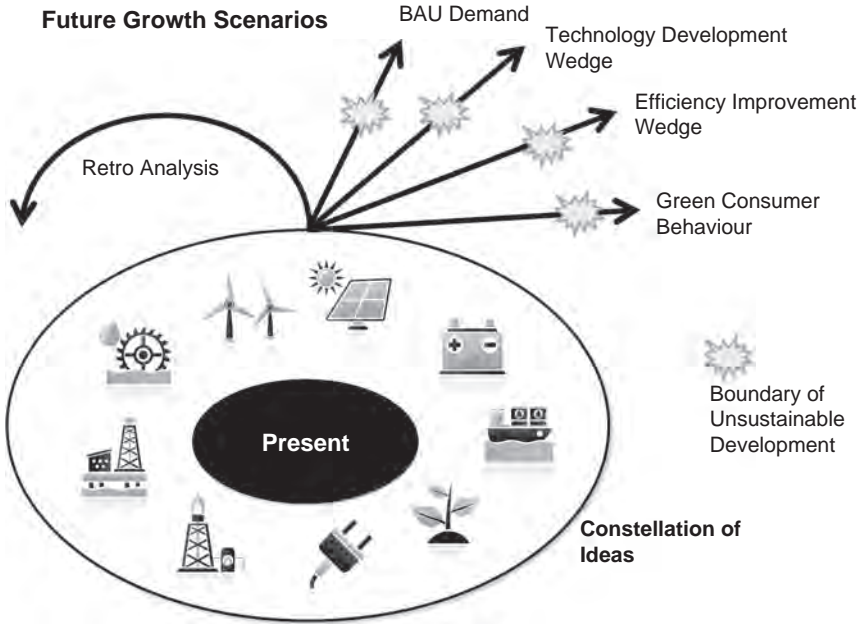 Future Growth Scenarios
BAU Demand
Technology Development
Wedge
Efficiency Improvement
Wedge
Retro Analysis
Green Consumer
Behaviour
Present
Boundary of
Unsustainable
Development
Constellation of
Ideas